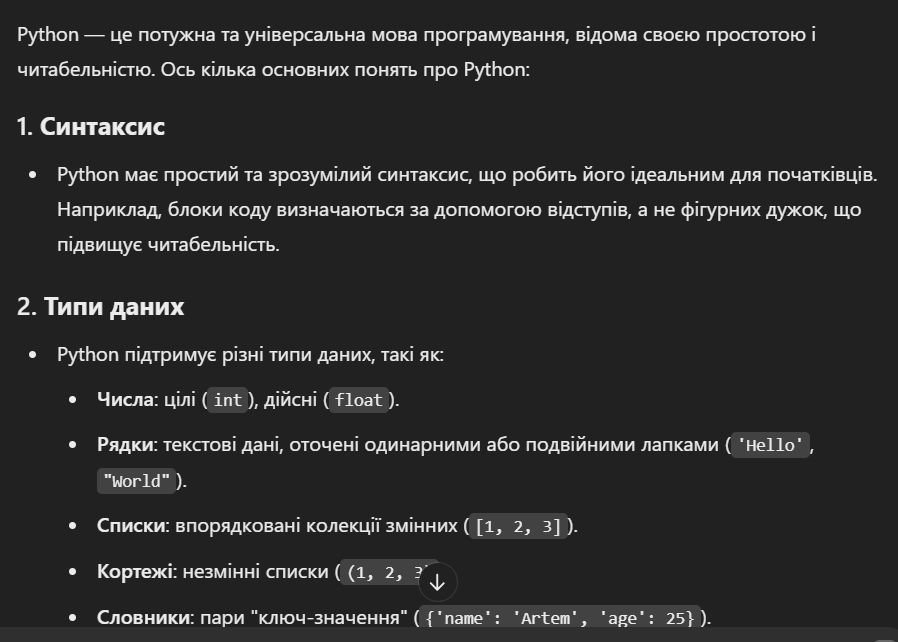 Python — це потужна та універсальна мова програмування, відома своєю простотою і
читабельністю. Ось кілька основних понять про Python:
1. Синтаксис
• Python має простий та зрозумілий синтаксис, що робить його ідеальним для початківців.
Наприклад, блоки коду визначаються за допомогою відступів, а не фігурних дужок, що
підвищує читабельність.
2. Типи даних
• Python підтримує різні типи даних, такі як:
• Числа: цілі (int), дійсні (float).
• Рядки: текстові дані, оточені одинарними або подвійними лапками ('Hello',
"World").
• Списки: впорядковані колекції змінних ([1, 2, 3]).
• Кортежі: незмінні списки ((1, 2, 3
• Словники: пари "ключ-значення" ({'name': 'Artem', 'age': 25}).